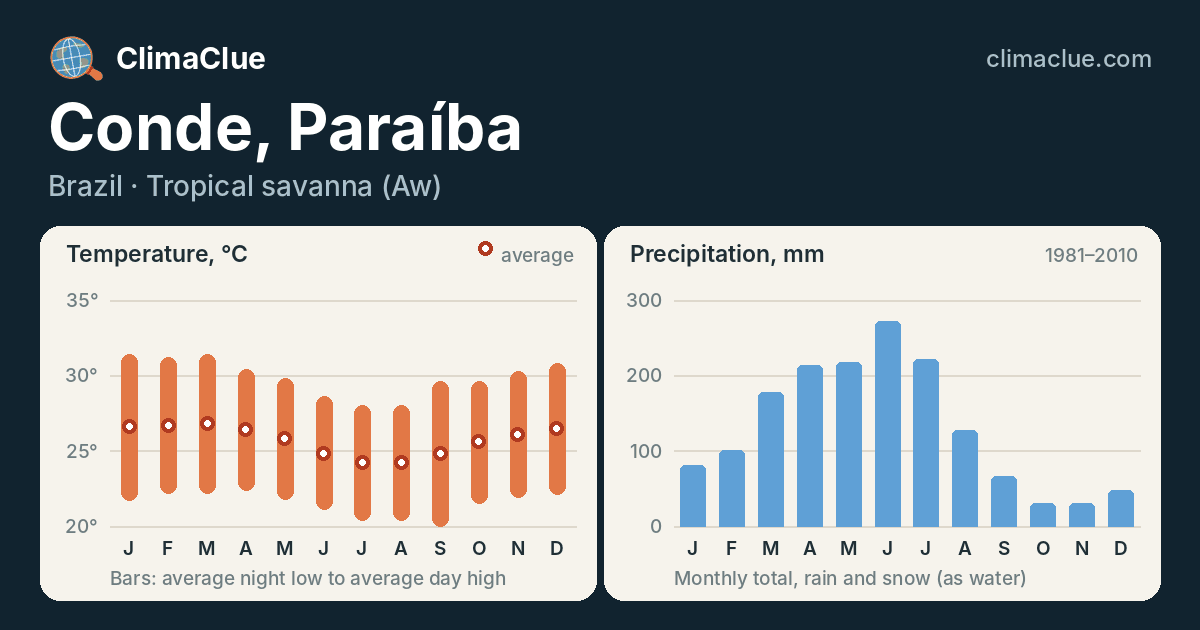 ClimaClue
climaclue.com
Conde, Paraíba
Brazil · Tropical savanna (Aw)
Temperature, °C
average
35°
30°
25°
20°
J F M A M J J A S O N D
Bars: average night low to average day high
Precipitation, mm
1981–2010
300
200
100
0
J F M A M J J A S O N D
Monthly total, rain and snow (as water)